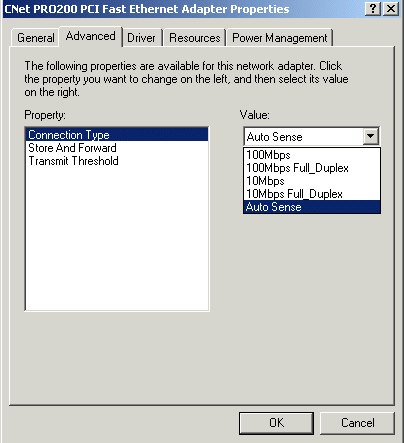 CNet PRO200 PCI Fast Ethernet Adapter Properties
General Advanced Driver Resources Power Management
The following properties are available for this network adapter. Click
the property you want to change on the left, and then select its value
on the right.
Property:
Value:
Connection Type
Store And Forward
Transmit Threshold
Auto Sense
100Mbps
100Mbps Full_Duplex
10Mbps
10Mbps Full_Duplex
Auto Sense
OK
Cancel